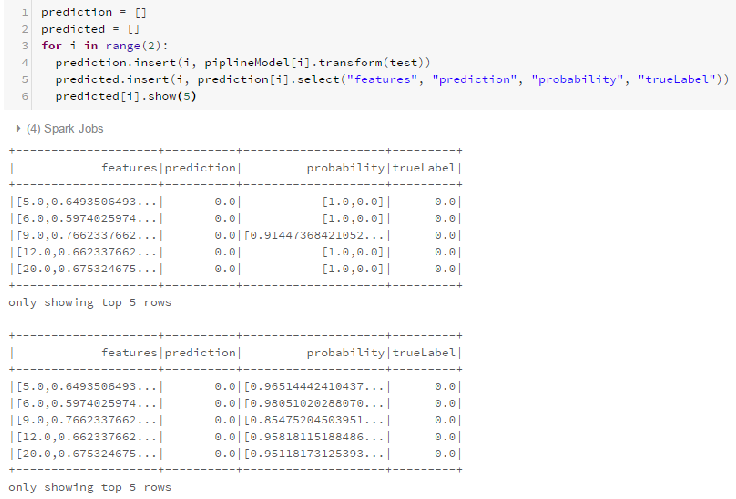 1 prediction = []
2 predicted = []
3 for i in range(2):
4 prediction.insert(i, piplineModel[i].transform(test))
5 predicted.insert(i, prediction[i].select("features", "prediction", "probability", "trueLabel"))
6 predicted[i].show(5)
(4) Spark Jobs
+--------------------+----------+--------------------+---------+
| features|prediction| probability|trueLabel|
+--------------------+----------+--------------------+---------+
|[5.0,0.6493506493...| 0.0| [1.0,0.0]| 0.0|
|[6.0,0.5974025974...| 0.0| [1.0,0.0]| 0.0|
|[9.0,0.7662337662...| 0.0|[0.91447368421052...| 0.0|
|[12.0,0.662337662...| 0.0| [1.0,0.0]| 0.0|
|[20.0,0.675324675...| 0.0| [1.0,0.0]| 0.0|
+--------------------+----------+--------------------+---------+
only showing top 5 rows
+--------------------+----------+--------------------+---------+
| features|prediction| probability|trueLabel|
+--------------------+----------+--------------------+---------+
|[5.0,0.6493506493...| 0.0|[0.96514442410437...| 0.0|
|[6.0,0.5974025974...| 0.0|[0.98051020288070...| 0.0|
|[9.0,0.7662337662...| 0.0|[0.85475204503951...| 0.0|
|[12.0,0.662337662...| 0.0|[0.95818115188486...| 0.0|
|[20.0,0.675324675...| 0.0|[0.95118173125393...| 0.0|
+--------------------+----------+--------------------+---------+
only showing top 5 rows